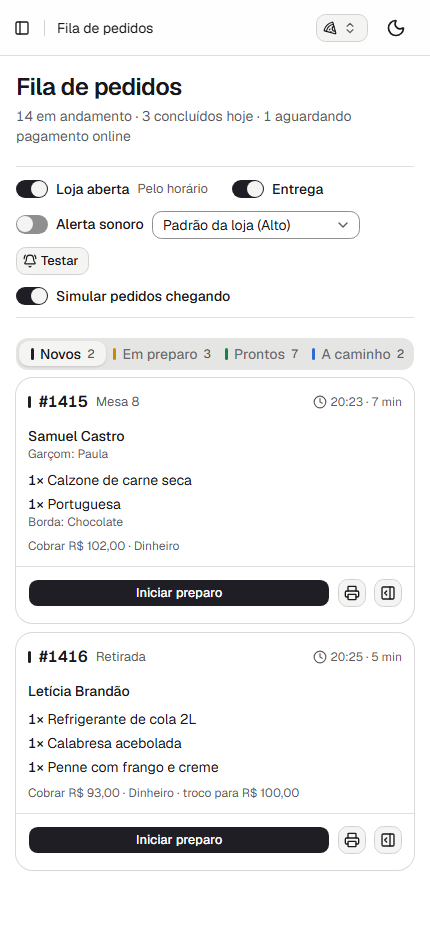 Fila de pedidos
Fila de pedidos
14 em andamento · 3 concluídos hoje · 1 aguardando
pagamento online
Loja aberta Pelo horário Entrega
Alerta sonoro Padrão da loja (Alto)
Testar
Simular pedidos chegando
Novos 2 Em preparo 3 Prontos 7 A caminho 2
#1415 Mesa 8 20:23 · 7 min
Samuel Castro
Garçom: Paula
1× Calzone de carne seca
1× Portuguesa
Borda: Chocolate
Cobrar R$ 102,00 · Dinheiro
Iniciar preparo
#1416 Retirada 20:25 · 5 min
Letícia Brandão
1× Refrigerante de cola 2L
1× Calabresa acebolada
1× Penne com frango e creme
Cobrar R$ 93,00 · Dinheiro · troco para R$ 100,00
Iniciar preparo